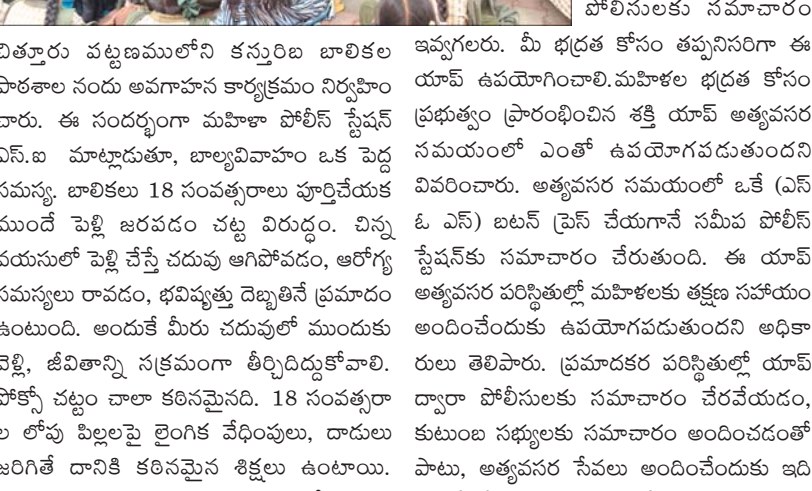 చిత్తూరు పట్టణములోని కస్తురిబ బాలికల
పాఠశాల నందు అవగాహన కార్యక్రమం నిర్వహిం
చారు. ఈ సందర్భంగా మహిళా పోలీస్ స్టేషన్
ఎస్.ఐ మాట్లాడుతూ, బాల్యవివాహం ఒక పెద్ద
సమస్య. బాలికలు 18 సంవత్సరాలు పూర్తిచేయక
ముందే పెళ్లి జరపడం చట్ట విరుద్ధం. చిన్న
వయసులో పెళ్లి చేస్తే చదువు ఆగిపోవడం, ఆరోగ్య
సమస్యలు రావడం, భవిష్యత్తు దెబ్బతినే ప్రమాదం
ఉంటుంది. అందుకే మీరు చదువులో ముందుకు
వెళ్లి, జీవితాన్ని సక్రమంగా తీర్చిదిద్దుకోవాలి.
పోక్సో చట్టం చాలా కఠినమైనది. 18 సంవత్సరా
ల లోపు పిల్లలపై లైంగిక వేధింపులు, దాడులు
జరిగితే దానికి కఠినమైన శిక్షలు ఉంటాయి.
పోలీసులకు సమాచారం
ఇవ్వగలరు. మీ భద్రత కోసం తప్పనిసరిగా ఈ
యాప్ ఉపయోగించాలి.మహిళల భద్రత కోసం
ప్రభుత్వం ప్రారంభించిన శక్తి యాప్ అత్యవసర
సమయంలో ఎంతో ఉపయోగపడుతుందని
వివరించారు. అత్యవసర సమయంలో ఒకే (ఎస్
ఓ ఎస్) బటన్ ప్రెస్ చేయగానే సమీప పోలీస్
స్టేషన్‌కు సమాచారం చేరుతుంది. ఈ యాప్
అత్యవసర పరిస్థితుల్లో మహిళలకు తక్షణ సహాయం
అందించేందుకు ఉపయోగపడుతుందని అధికా
రులు తెలిపారు. ప్రమాదకర పరిస్థితుల్లో యాప్
ద్వారా పోలీసులకు సమాచారం చేరవేయడం,
కుటుంబ సభ్యులకు సమాచారం అందించడంతో
పాటు, అత్యవసర సేవలు అందించేందుకు ఇది